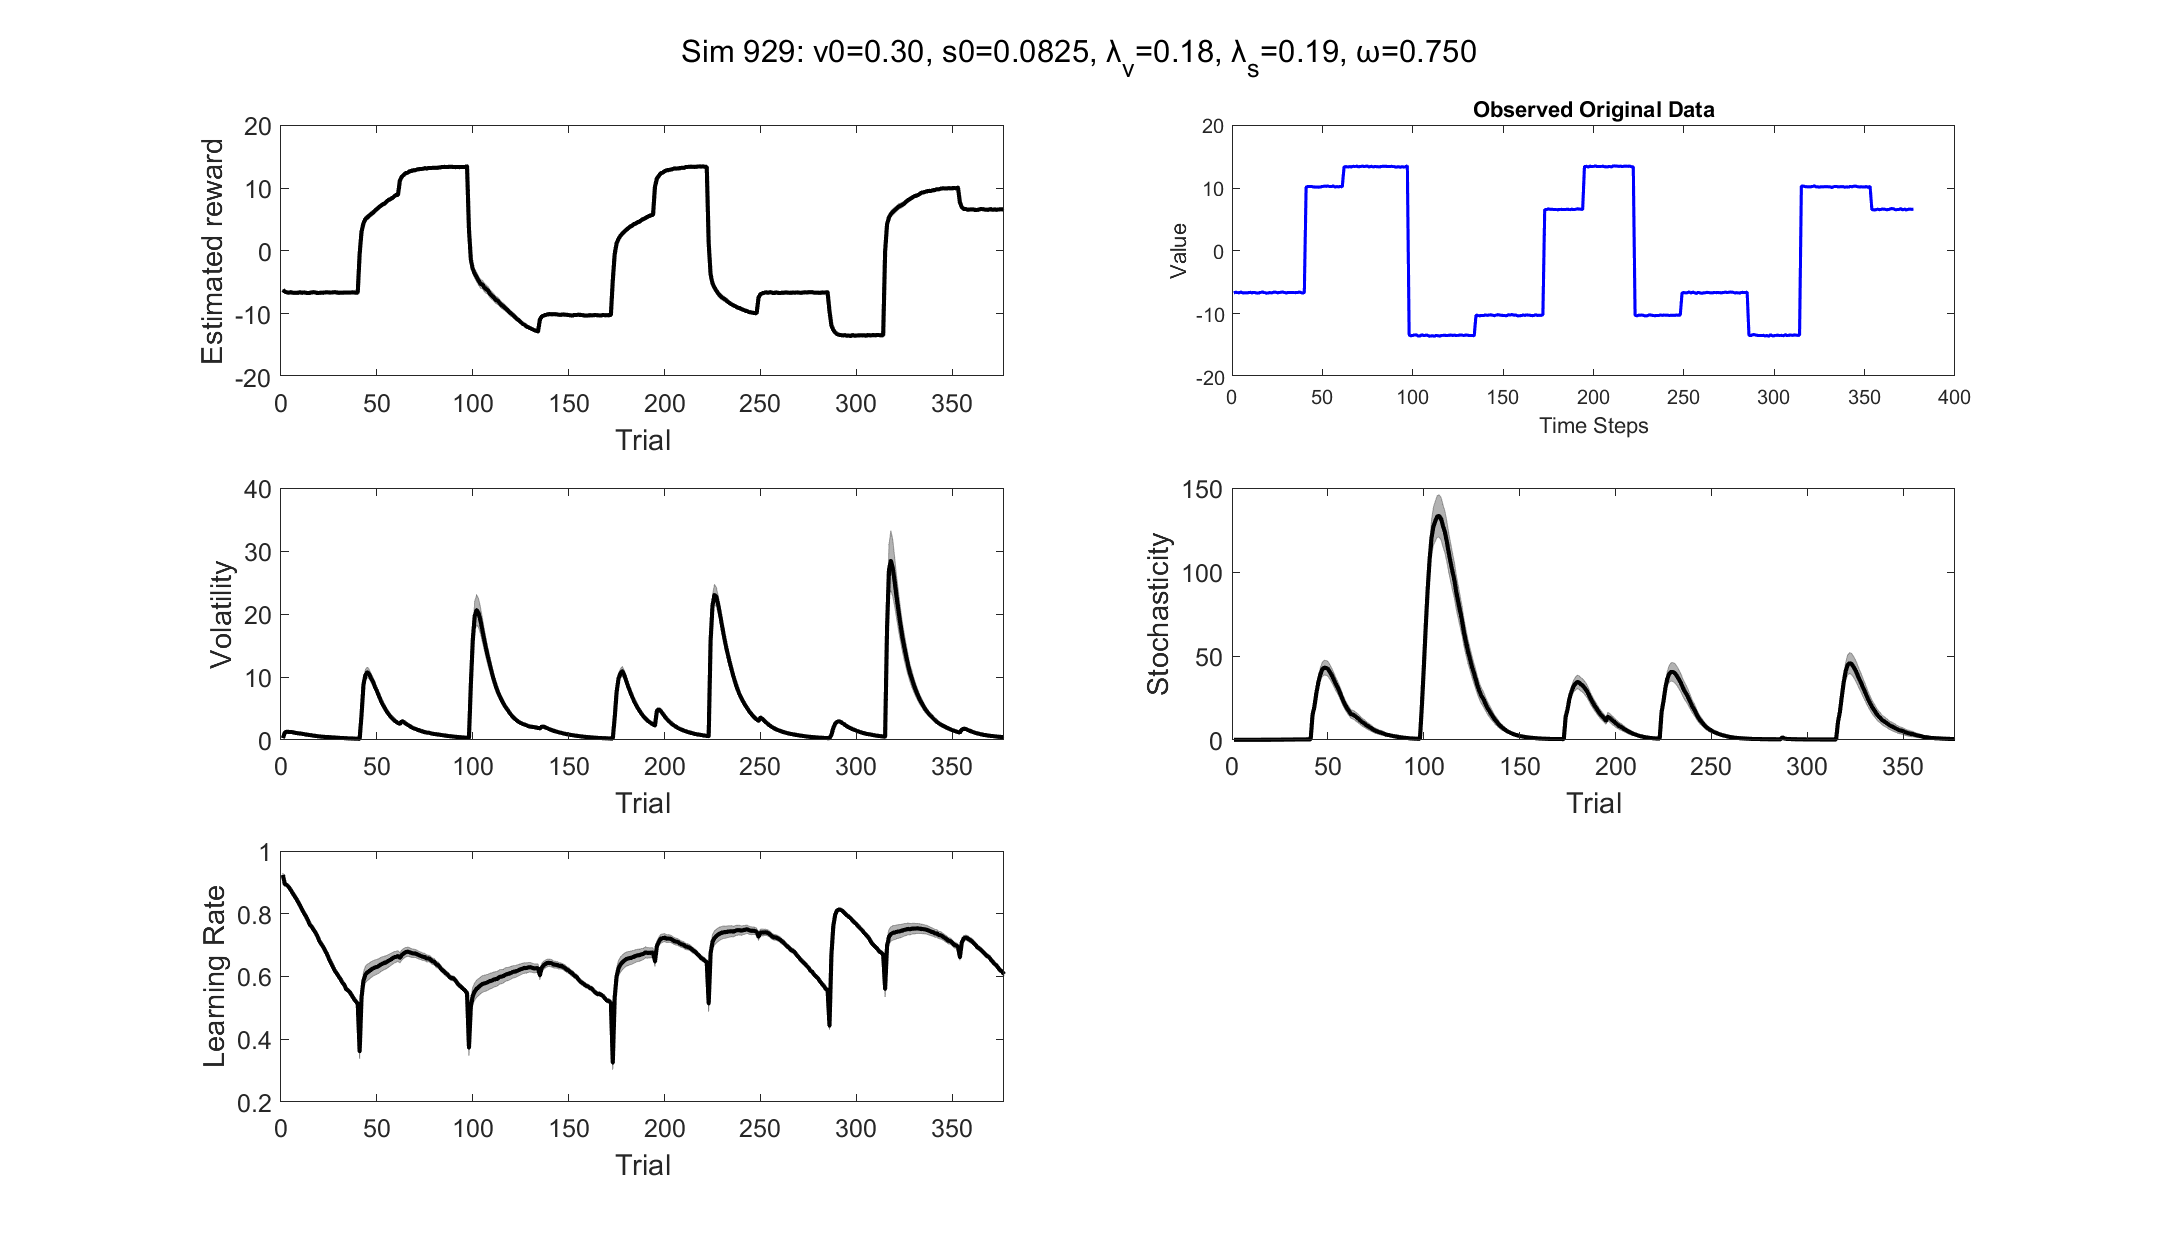 Sim 929: v0=0.30, s0=0.0825, λ_v=0.18, λ_s=0.19, ω=0.750
Estimated reward
20
10
0
-10
-20
0 50 100 150 200 250 300 350
Trial
Observed Original Data
Value
20
10
0
-10
-20
0 50 100 150 200 250 300 350 400
Time Steps
Volatility
40
30
20
10
0
0 50 100 150 200 250 300 350
Trial
Stochasticity
150
100
50
0
0 50 100 150 200 250 300 350
Trial
Learning Rate
1
0.8
0.6
0.4
0.2
0 50 100 150 200 250 300 350
Trial